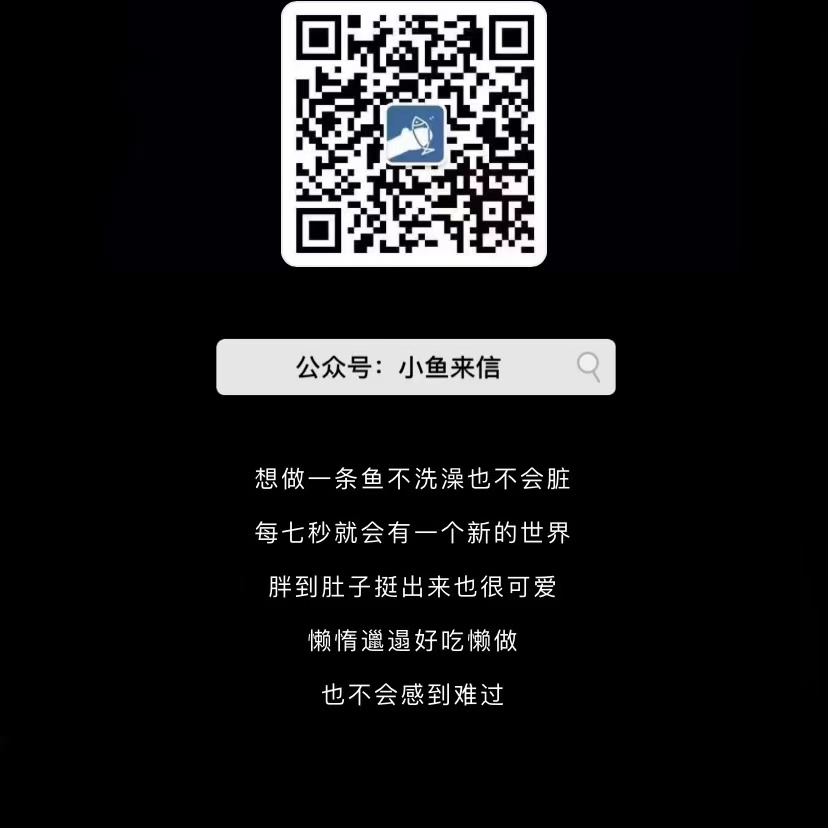 公众号：小鱼来信
想做一条鱼不洗澡也不会脏
每七秒就会有一个新的世界
胖到肚子挺出来也很可爱
懒惰邋遢好吃懒做
也不会感到难过